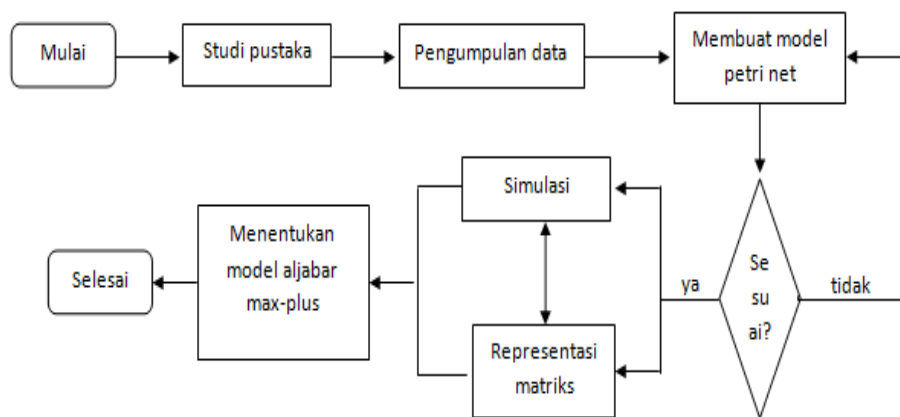 Mulai
Studi pustaka
Pengumpulan data
Membuat model
petri net
Se
su
ai?
tidak
ya
Simulasi
Representasi
matriks
Menentukan
model aljabar
max-plus
Selesai